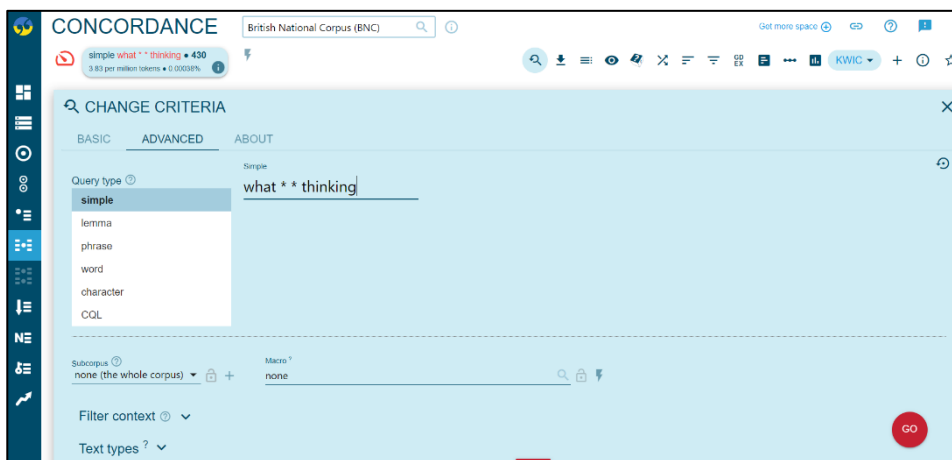 CONCORDANCE
British National Corpus (BNC)
Get more space
simple what * * thinking • 430
3.83 per million tokens • 0.00038%
GD
EX
KWIC
CHANGE CRITERIA
BASIC ADVANCED ABOUT
Query type
simple
lemma
phrase
word
character
CQL
Simple
what * * thinking
Subcorpus
none (the whole corpus)
Macro ?
none
Filter context
Text types ?
GO